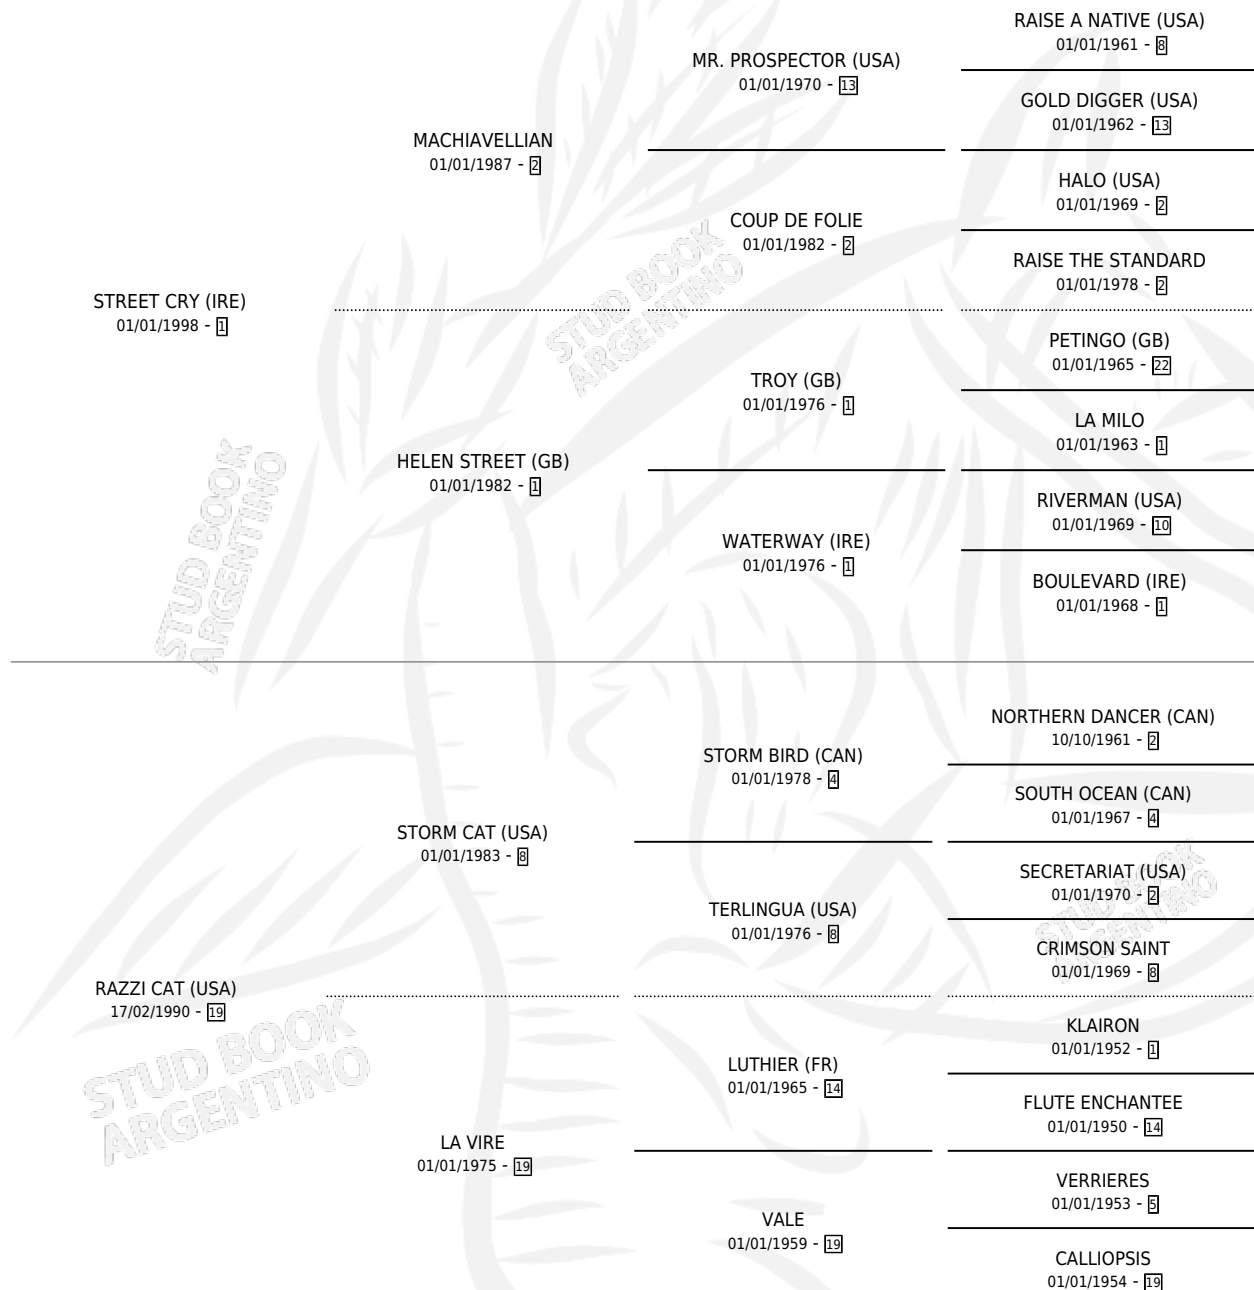 RAISE A NATIVE (USA)
01/01/1961 - 8
MR. PROSPECTOR (USA)
01/01/1970 - 13
GOLD DIGGER (USA)
01/01/1962 - 13
MACHIAVELLIAN
01/01/1987 - 2
HALO (USA)
01/01/1969 - 2
COUP DE FOLIE
01/01/1982 - 2
RAISE THE STANDARD
01/01/1978 - 2
STREET CRY (IRE)
01/01/1998 - 1
STUD BOOK
ARGENTINO
PETINGO (GB)
01/01/1965 - 22
TROY (GB)
01/01/1976 - 1
LA MILO
01/01/1963 - 1
HELEN STREET (GB)
01/01/1982 - 1
RIVERMAN (USA)
01/01/1969 - 10
WATERWAY (IRE)
01/01/1976 - 1
BOULEVARD (IRE)
01/01/1968 - 1
STUD BOOK
ARGENTINO
NORTHERN DANCER (CAN)
10/10/1961 - 2
STORM BIRD (CAN)
01/01/1978 - 4
SOUTH OCEAN (CAN)
01/01/1967 - 4
STORM CAT (USA)
01/01/1983 - 8
SECRETARIAT (USA)
01/01/1970 - 2
STUD BOOK
ARGENTINO
TERLINGUA (USA)
01/01/1976 - 8
CRIMSON SAINT
01/01/1969 - 8
RAZZI CAT (USA)
17/02/1990 - 19
STUD BOOK
ARGENTINO
KLAIRON
01/01/1952 - 1
LUTHIER (FR)
01/01/1965 - 14
FLUTE ENCHANTEE
01/01/1950 - 14
LA VIRE
01/01/1975 - 19
VERRIERES
01/01/1953 - 5
VALE
01/01/1959 - 19
CALLIOPSIS
01/01/1954 - 19